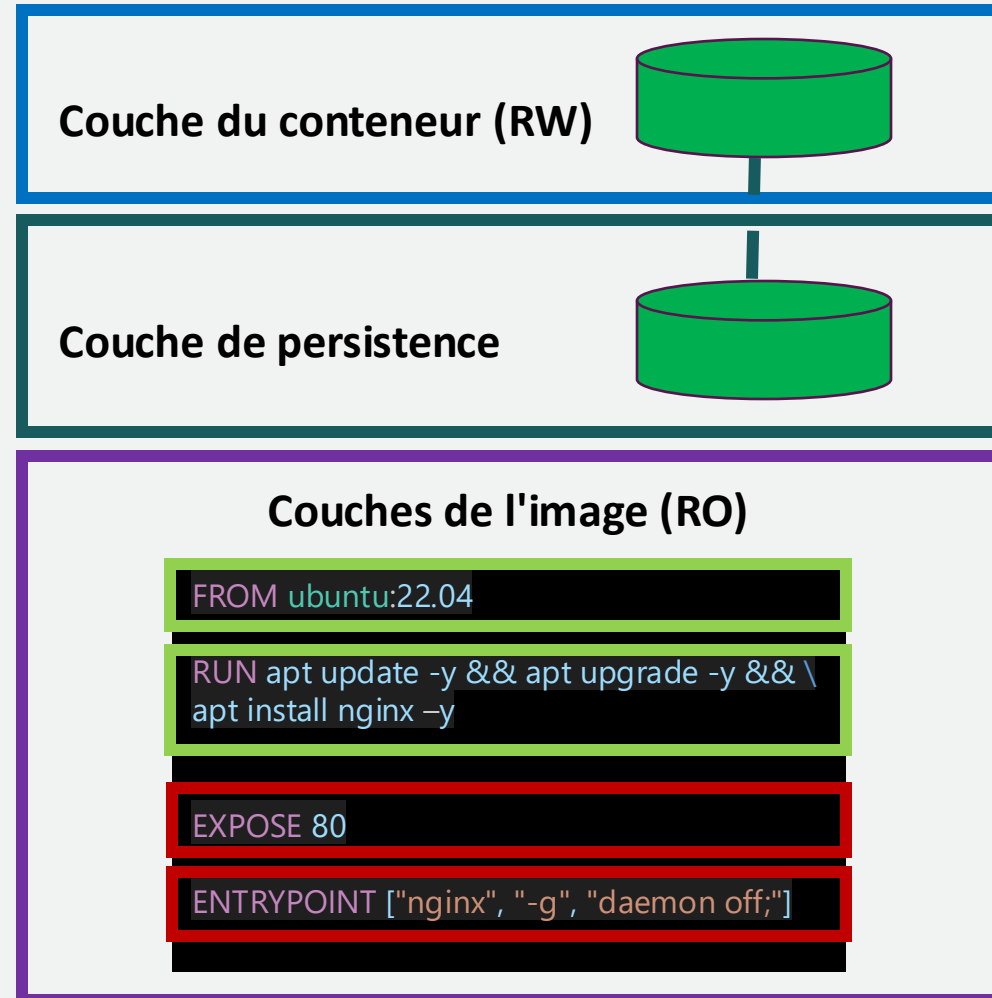 Couche du conteneur (RW)
Couche de persistence
Couches de l'image (RO)
FROM ubuntu:22.04
RUN apt update -y && apt upgrade -y && \
apt install nginx –y
EXPOSE 80
ENTRYPOINT ["nginx", "-g", "daemon off;"]